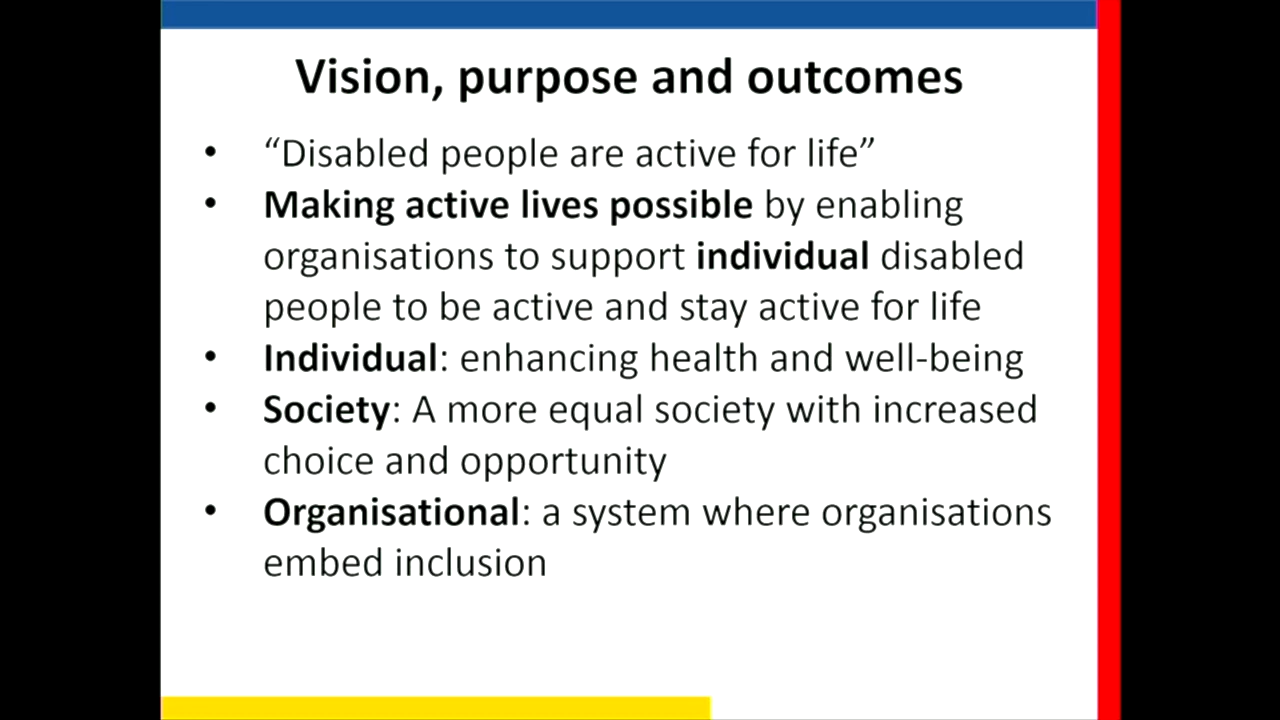 Vision, purpose and outcomes
• “Disabled people are active for life”
• Making active lives possible by enabling
organisations to support individual disabled
people to be active and stay active for life
• Individual: enhancing health and well-being
• Society: A more equal society with increased
choice and opportunity
• Organisational: a system where organisations
embed inclusion